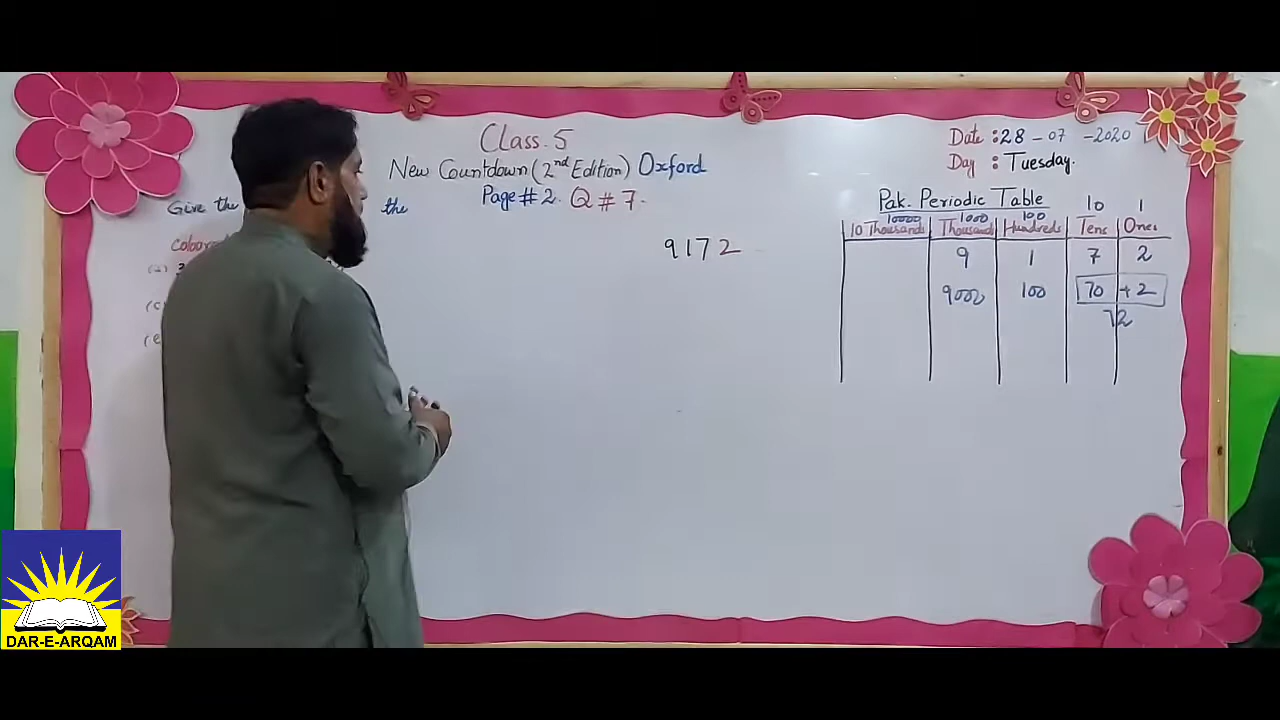 Class. 5
Date : 28 - 07 - 2020
New Countdown (2nd Edition) Oxford
Day : Tuesday.
Page # 2. Q # 7.
Give the the
Pak. Periodic Table
10 1
10000 1000 100
10 Thousands Thousands Hundreds Tens Ones
9172
9 1 7 2
9000 100 70 + 2
72
DAR-E-ARQAM